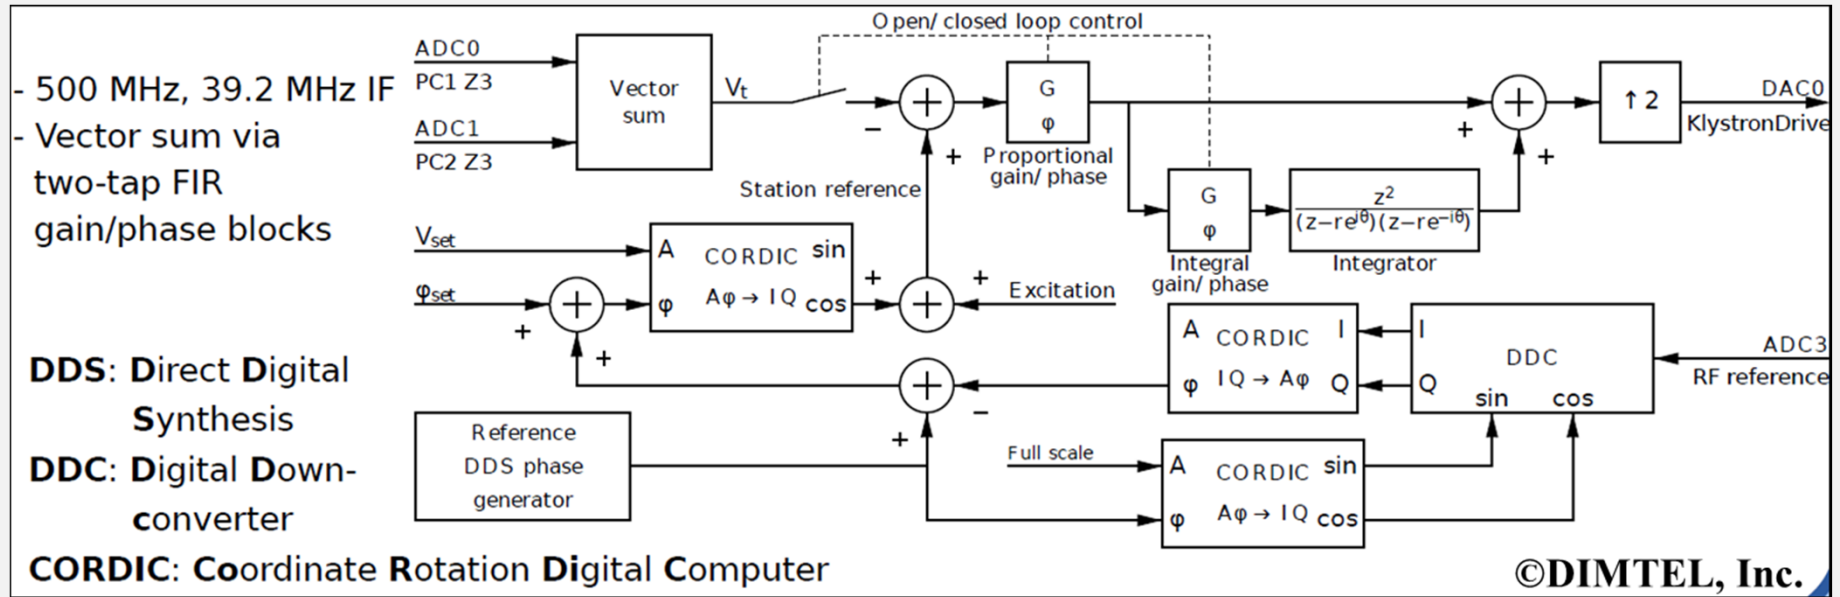 - 500 MHz, 39.2 MHz IF
- Vector sum via
two-tap FIR
gain/phase blocks
DDS: Direct Digital
Synthesis
DDC: Digital Down-
converter
CORDIC: Coordinate Rotation Digital Computer
Open/ closed loop control
ADC0
PC1 Z3
ADC1
PC2 Z3
Vector
sum
Vt
−
+
+
G
φ
Proportional
gain/ phase
Station reference
G
φ
Integral
gain/ phase
z²
(z−re^jθ)(z−re^−iθ)
Integrator
+
+
+
↑2
DAC0
KlystronDrive
Vset
φset
+
+
+
A
φ
CORDIC
Aφ→ IQ
sin
cos
+
+
+
Excitation
A
φ
CORDIC
IQ→ Aφ
I
Q
I
Q
DDC
sin
cos
ADC3
RF reference
+
−
+
Reference
DDS phase
generator
Full scale
A
φ
CORDIC
Aφ→ IQ
sin
cos
©DIMTEL, Inc.